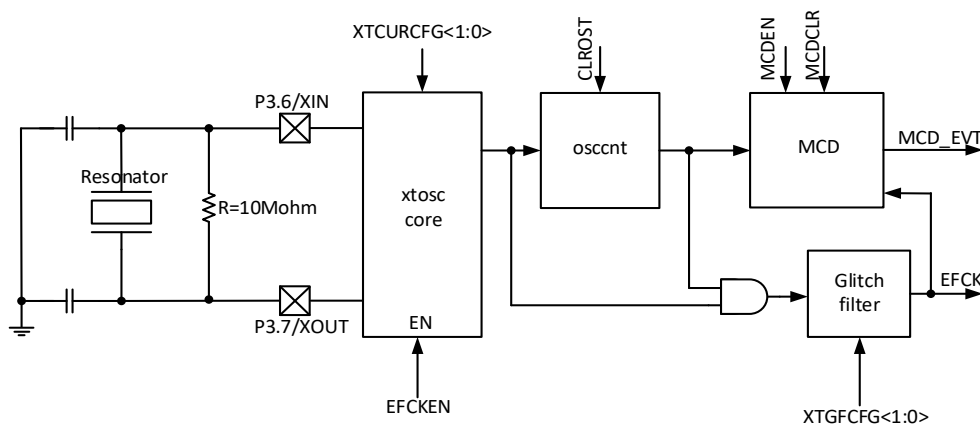 XTCURCFG<1:0>
CLROST
MCDEN
MCDCLR
P3.6/XIN
Resonator
R=10Mohm
xtosc
core
osccnt
MCD
MCD_EVT
P3.7/XOUT
EN
Glitch
filter
EFCK
EFCKEN
XTGFCFG<1:0>